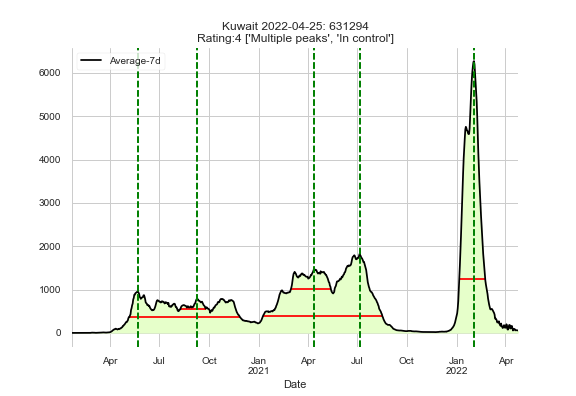 Kuwait 2022-04-25: 631294
Rating:4 ['Multiple peaks', 'In control']
Average-7d
6000
5000
4000
3000
2000
1000
0
Apr Jul Oct Jan Apr Jul Oct Jan Apr
2021 2022
Date